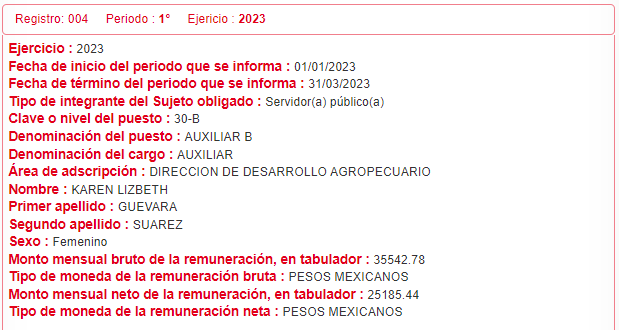 Registro: 004 Periodo : 1° Ejericio : 2023
Ejercicio : 2023
Fecha de inicio del periodo que se informa : 01/01/2023
Fecha de término del periodo que se informa : 31/03/2023
Tipo de integrante del Sujeto obligado : Servidor(a) público(a)
Clave o nivel del puesto : 30-B
Denominación del puesto : AUXILIAR B
Denominación del cargo : AUXILIAR
Área de adscripción : DIRECCION DE DESARROLLO AGROPECUARIO
Nombre : KAREN LIZBETH
Primer apellido : GUEVARA
Segundo apellido : SUAREZ
Sexo : Femenino
Monto mensual bruto de la remuneración, en tabulador : 35542.78
Tipo de moneda de la remuneración bruta : PESOS MEXICANOS
Monto mensual neto de la remuneración, en tabulador : 25185.44
Tipo de moneda de la remuneración neta : PESOS MEXICANOS